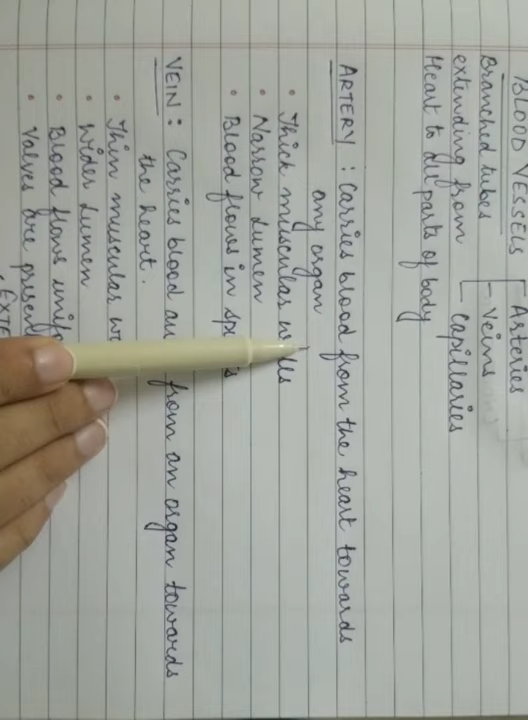 BLOOD VESSELS
Arteries
Branched tubes
Veins
extending from
Capillaries
Heart to all parts of body
ARTERY : Carries blood from the heart towards
any organ
• Thick muscular walls
• Narrow Lumen
• Blood flows in
VEIN : Carries blood from an organ towards
the heart.
• Thin muscular
• Wider Lumen
• Blood flows
• Valves are present